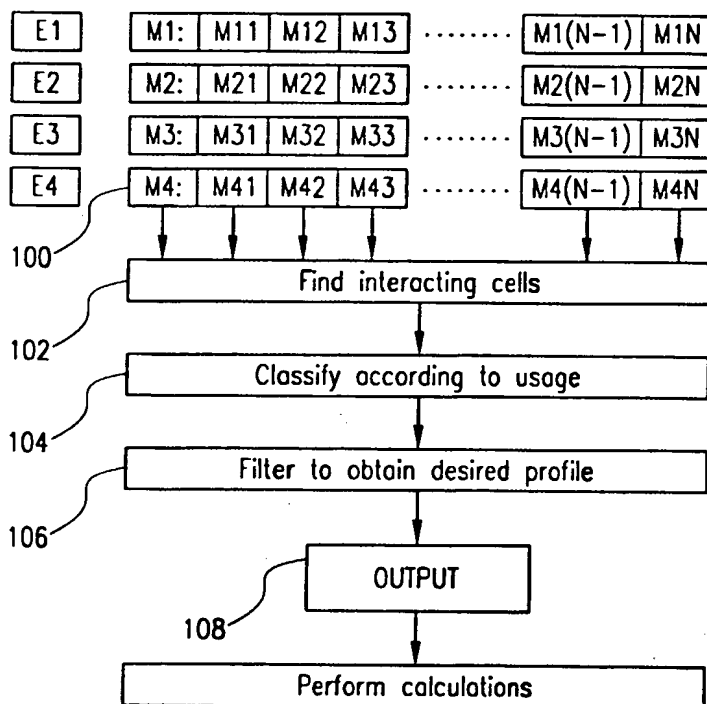 E1 M1: M11 M12 M13 ........ M1(N-1) M1N
E2 M2: M21 M22 M23 ........ M2(N-1) M2N
E3 M3: M31 M32 M33 ........ M3(N-1) M3N
E4 M4: M41 M42 M43 ........ M4(N-1) M4N
100
Find interacting cells
102
Classify according to usage
104
Filter to obtain desired profile
106
OUTPUT
108
Perform calculations